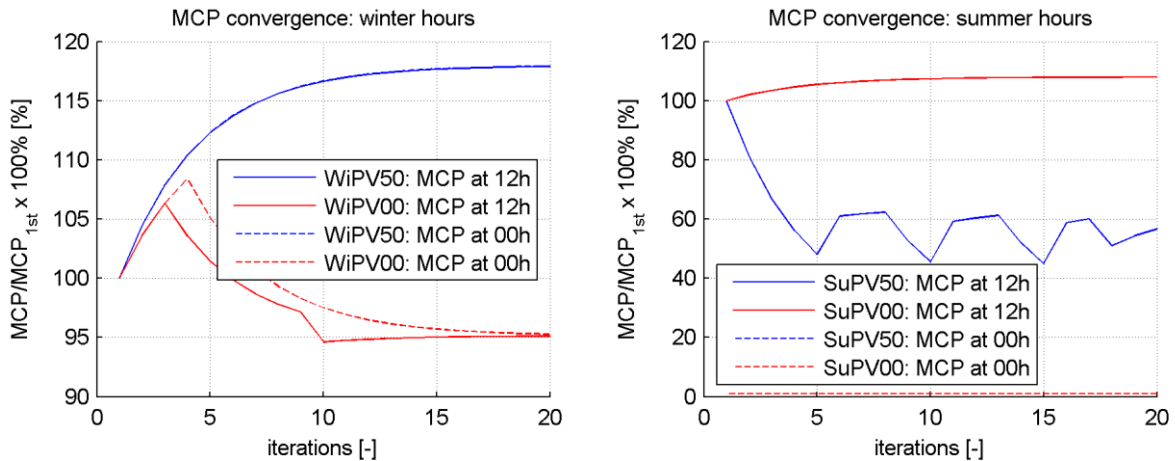 MCP convergence: winter hours
MCP/MCP1st x 100% [%]
120
115
110
105
100
95
90
WiPV50: MCP at 12h
WiPV00: MCP at 12h
WiPV50: MCP at 00h
WiPV00: MCP at 00h
0 5 10 15 20
iterations [-]
MCP convergence: summer hours
MCP/MCP1st x 100% [%]
120
100
80
60
40
20
0
SuPV50: MCP at 12h
SuPV00: MCP at 12h
SuPV50: MCP at 00h
SuPV00: MCP at 00h
0 5 10 15 20
iterations [-]